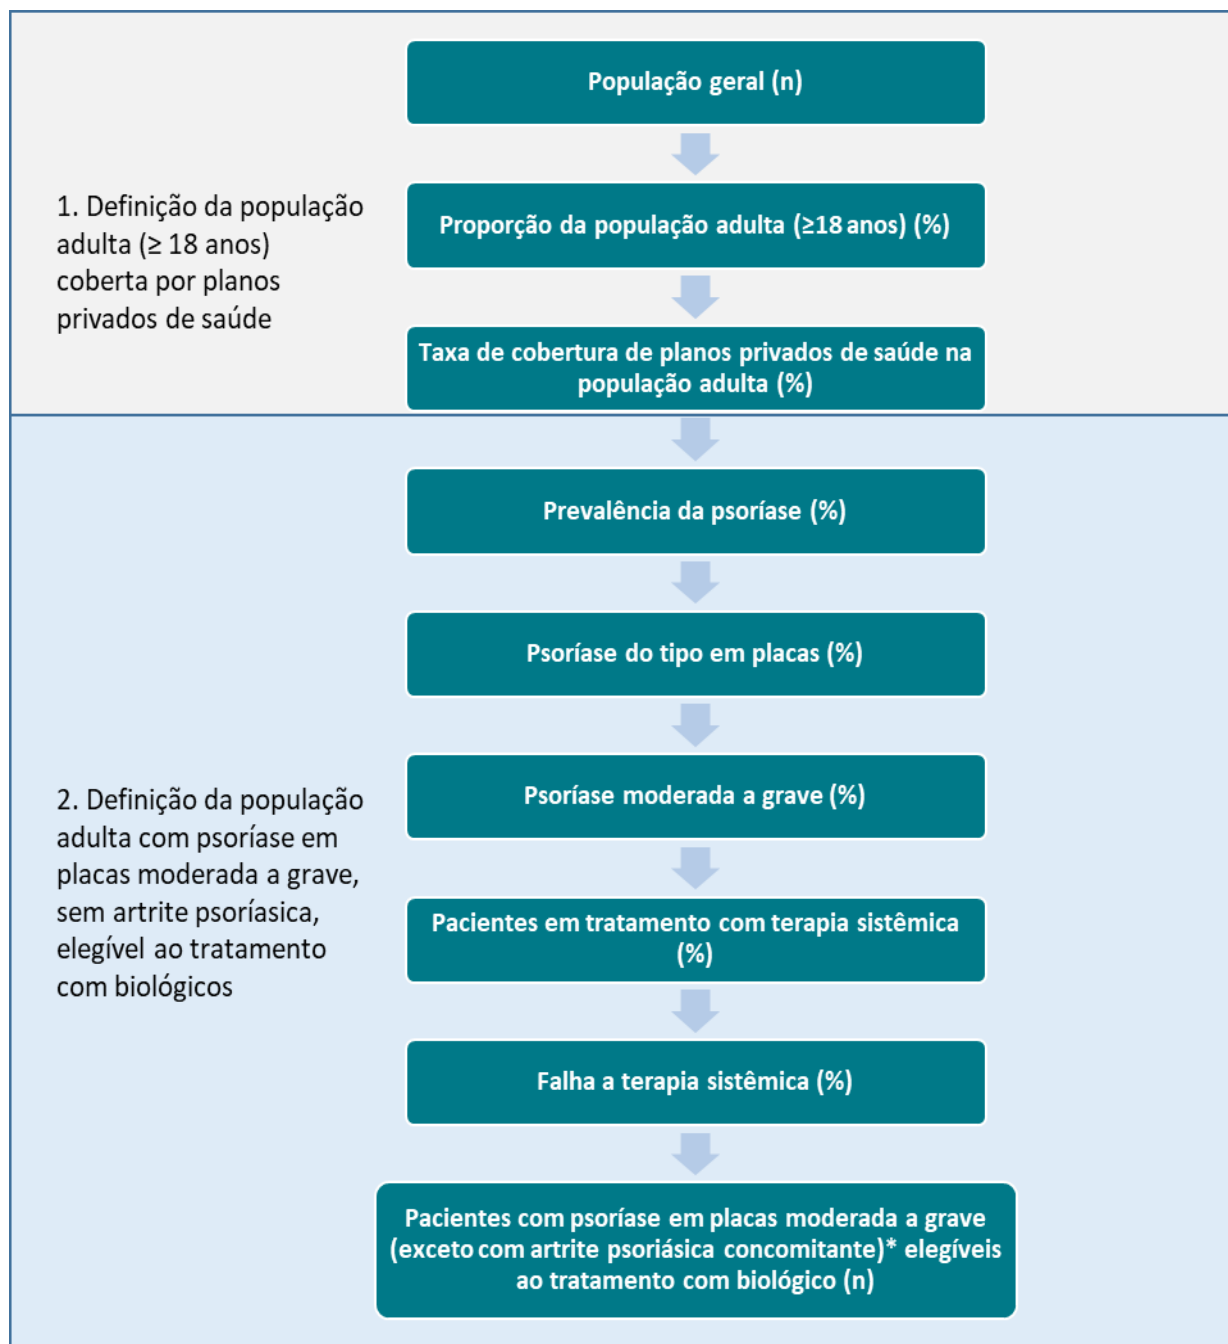 População geral (n)
1. Definição da população
adulta (≥ 18 anos)
coberta por planos
privados de saúde
Proporção da população adulta (≥18 anos) (%)
Taxa de cobertura de planos privados de saúde na
população adulta (%)
Prevalência da psoríase (%)
Psoríase do tipo em placas (%)
Psoríase moderada a grave (%)
2. Definição da população
adulta com psoríase em
placas moderada a grave,
sem artrite psoríasica,
elegível ao tratamento
com biológicos
Pacientes em tratamento com terapia sistêmica
(%)
Falha a terapia sistêmica (%)
Pacientes com psoríase em placas moderada a grave
(exceto com artrite psoriásica concomitante)* elegíveis
ao tratamento com biológico (n)